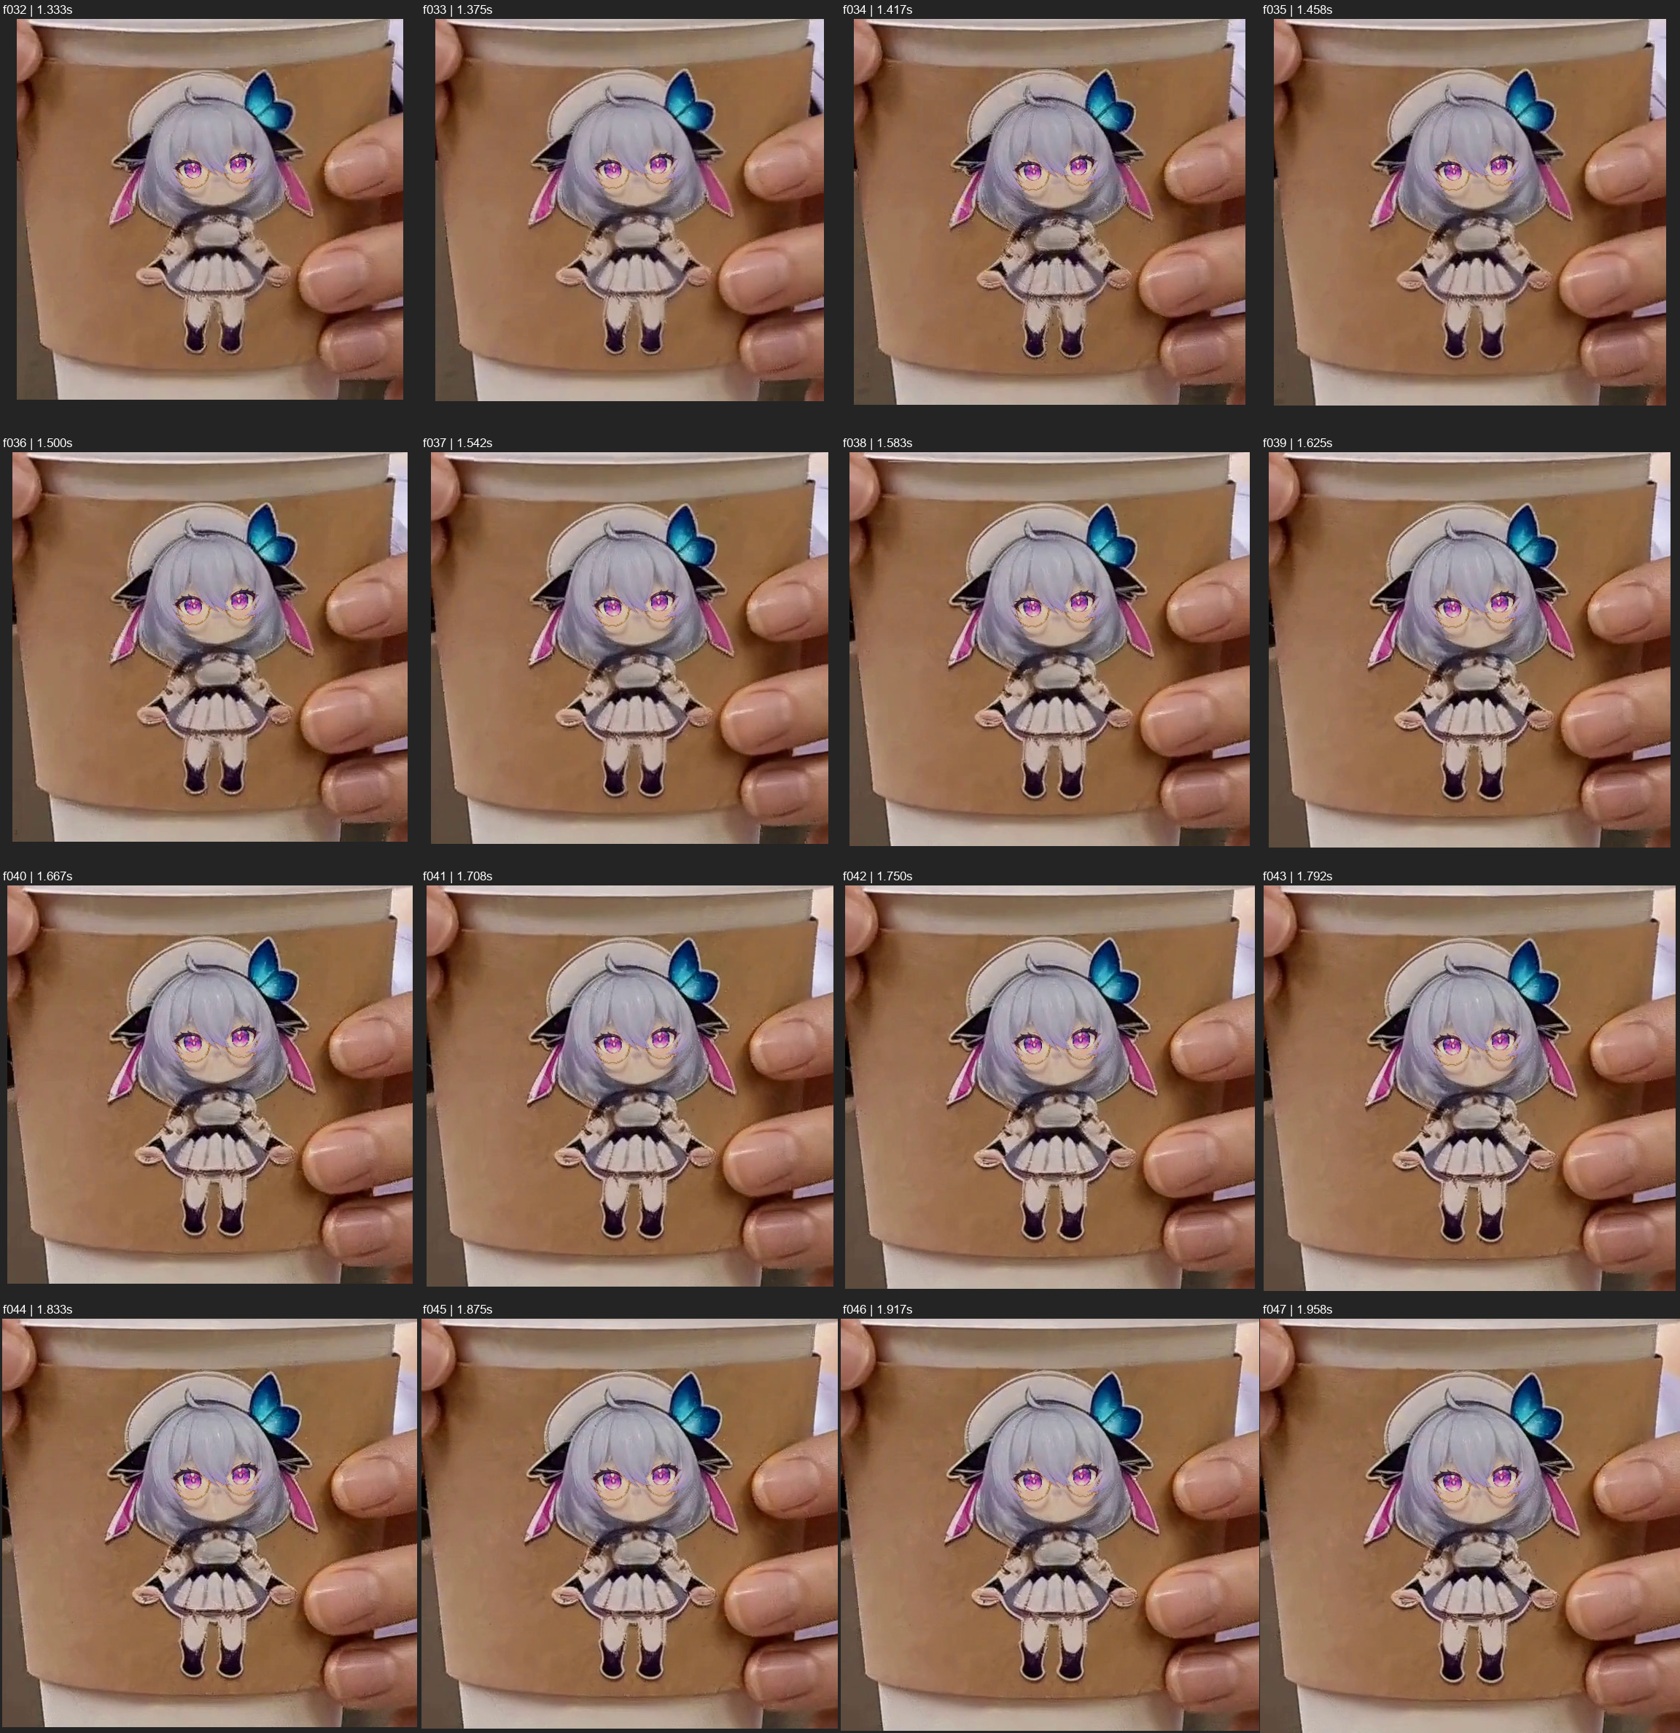 f032 | 1.333s
f033 | 1.375s
f034 | 1.417s
f035 | 1.458s
f036 | 1.500s
f037 | 1.542s
f038 | 1.583s
f039 | 1.625s
f040 | 1.667s
f041 | 1.708s
f042 | 1.750s
f043 | 1.792s
f044 | 1.833s
f045 | 1.875s
f046 | 1.917s
f047 | 1.958s